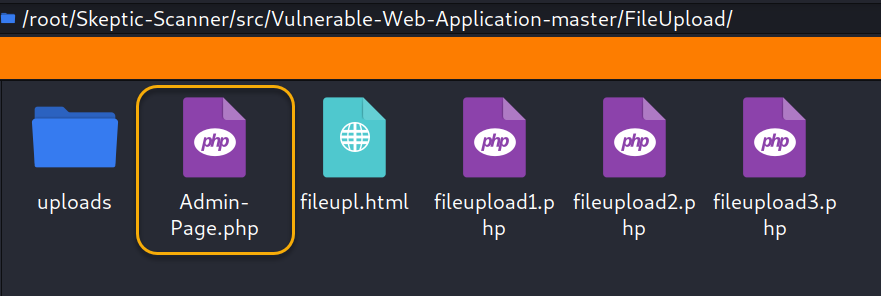 /root/Skeptic-Scanner/src/Vulnerable-Web-Application-master/FileUpload/
php
php
php
php
uploads
Admin-
Page.php
fileupl.html
fileupload1.p
hp
fileupload2.p
hp
fileupload3.p
hp